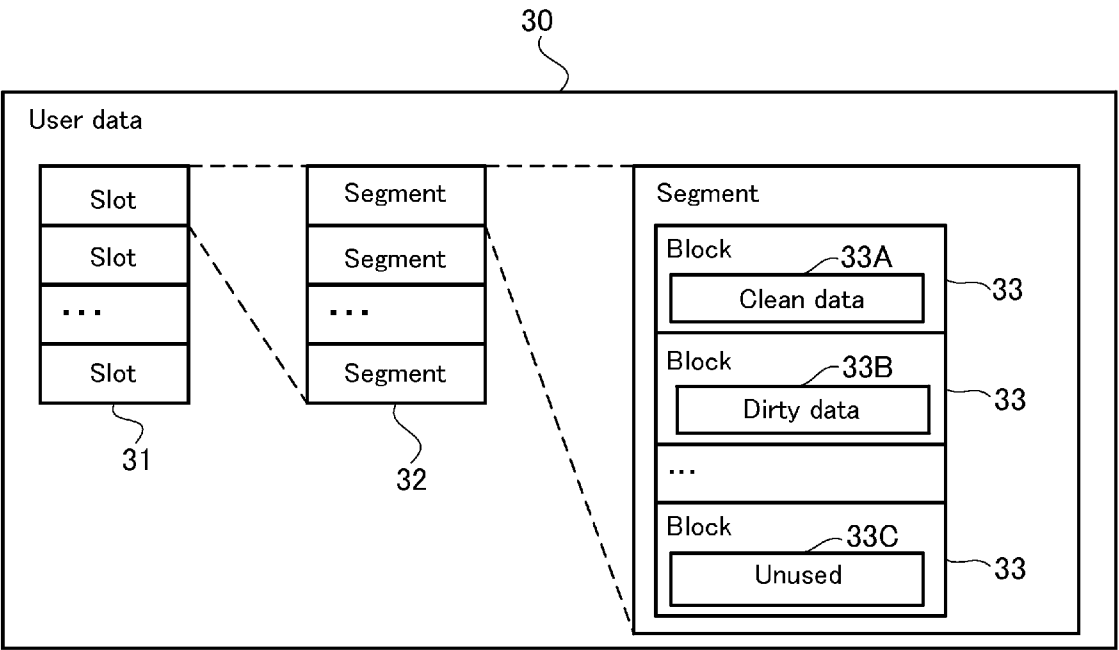 30
User data
Slot
Slot
...
Slot
31
Segment
Segment
...
Segment
32
Segment
Block
33A
Clean data
33
Block
33B
Dirty data
33
...
Block
33C
Unused
33